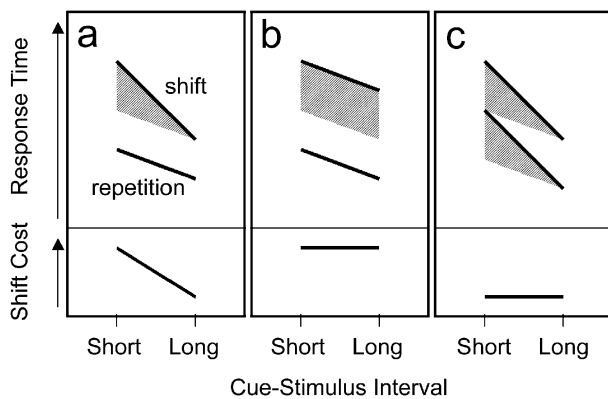 a
b
c
Response Time
shift
repetition
Shift Cost
Short Long Short Long Short Long
Cue-Stimulus Interval